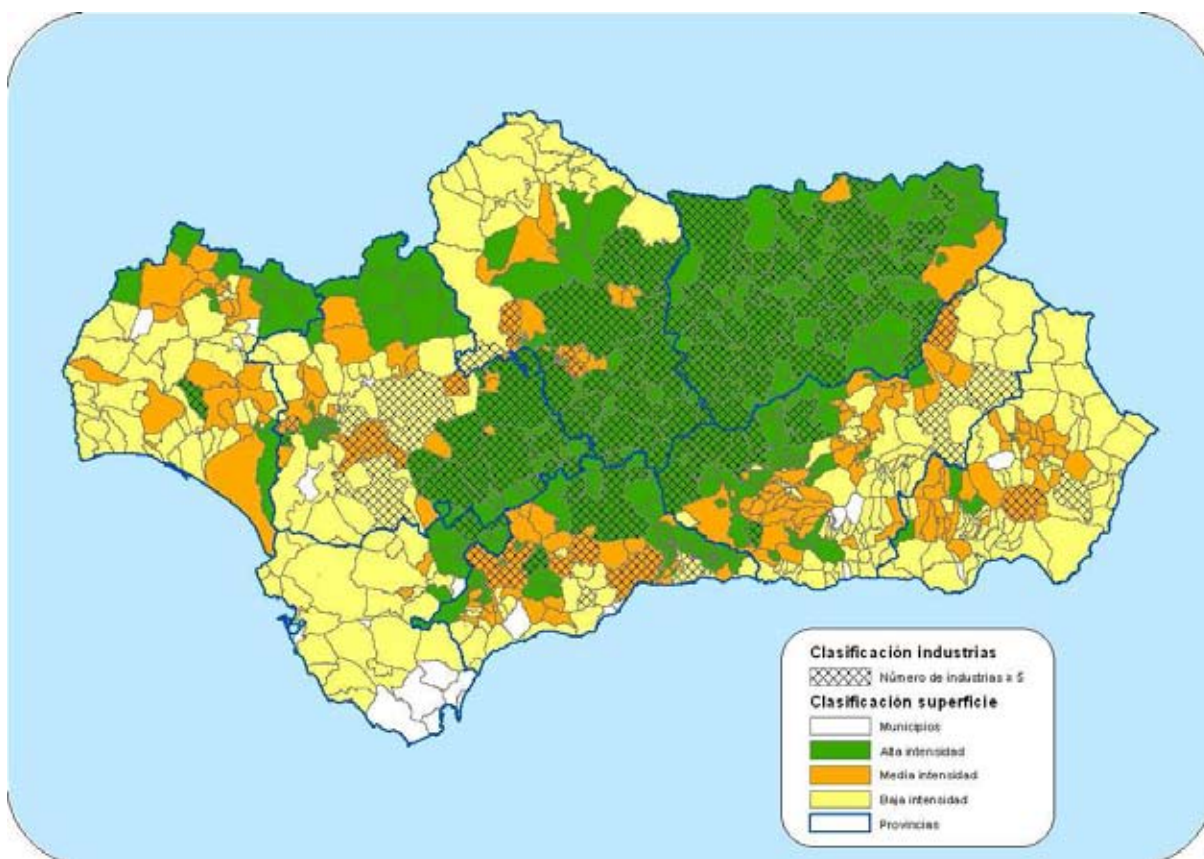 Clasificación industrias
Número de industrias ≥ 5
Clasificación superficie
Municipios
Alta intensidad
Media intensidad
Baja intensidad
Provincias